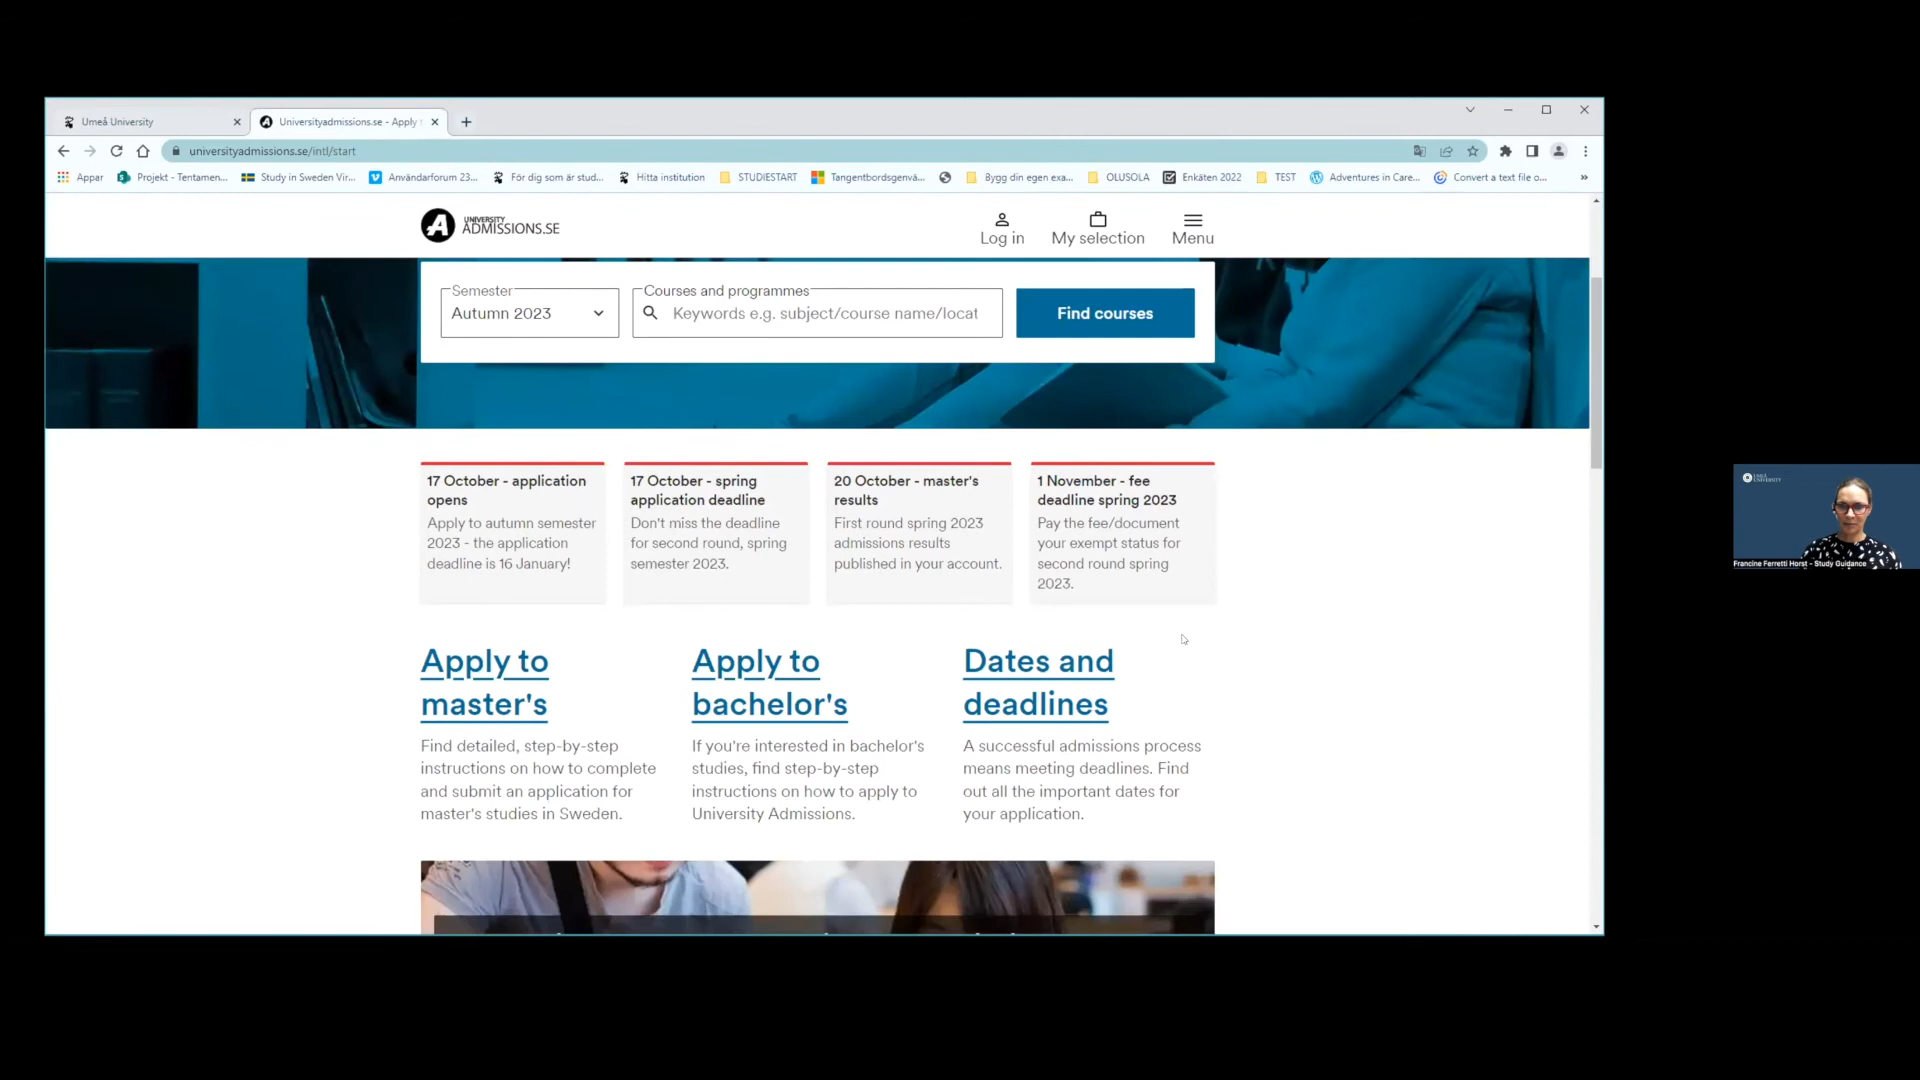 Umeå University
Universityadmissions.se - Apply
universityadmissions.se/intl/start
Appar
Projekt - Tentamen...
Study in Sweden Vir...
Användarforum 23...
För dig som är stud...
Hitta institution
STUDIESTART
Tangentbordsgenvä...
Bygg din egen exa...
OLUSOLA
Enkäten 2022
TEST
Adventures in Care...
Convert a text file o...
UNIVERSITY
ADMISSIONS.SE
Log in
My selection
Menu
Semester
Autumn 2023
Courses and programmes
Keywords e.g. subject/course name/locat
Find courses
17 October - application
opens
Apply to autumn semester
2023 - the application
deadline is 16 January!
17 October - spring
application deadline
Don't miss the deadline
for second round, spring
semester 2023.
20 October - master's
results
First round spring 2023
admissions results
published in your account.
1 November - fee
deadline spring 2023
Pay the fee/document
your exempt status for
second round spring
2023.
Apply to
master's
Find detailed, step-by-step
instructions on how to complete
and submit an application for
master's studies in Sweden.
Apply to
bachelor's
If you're interested in bachelor's
studies, find step-by-step
instructions on how to apply to
University Admissions.
Dates and
deadlines
A successful admissions process
means meeting deadlines. Find
out all the important dates for
your application.
UMEÅ
UNIVERSITY
Francine Ferretti Horst - Study Guidance